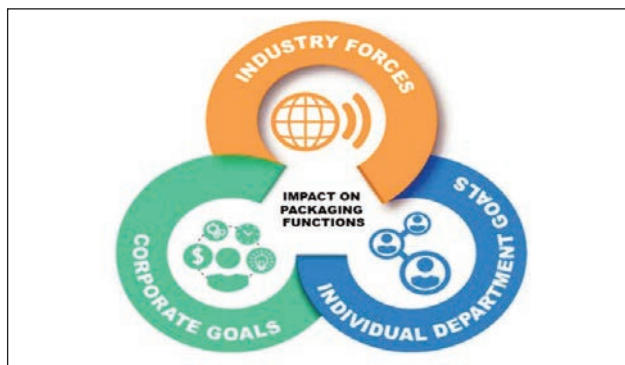 INDUSTRY FORCES
IMPACT ON
PACKAGING
FUNCTIONS
CORPORATE GOALS
$
INDIVIDUAL DEPARTMENT GOALS